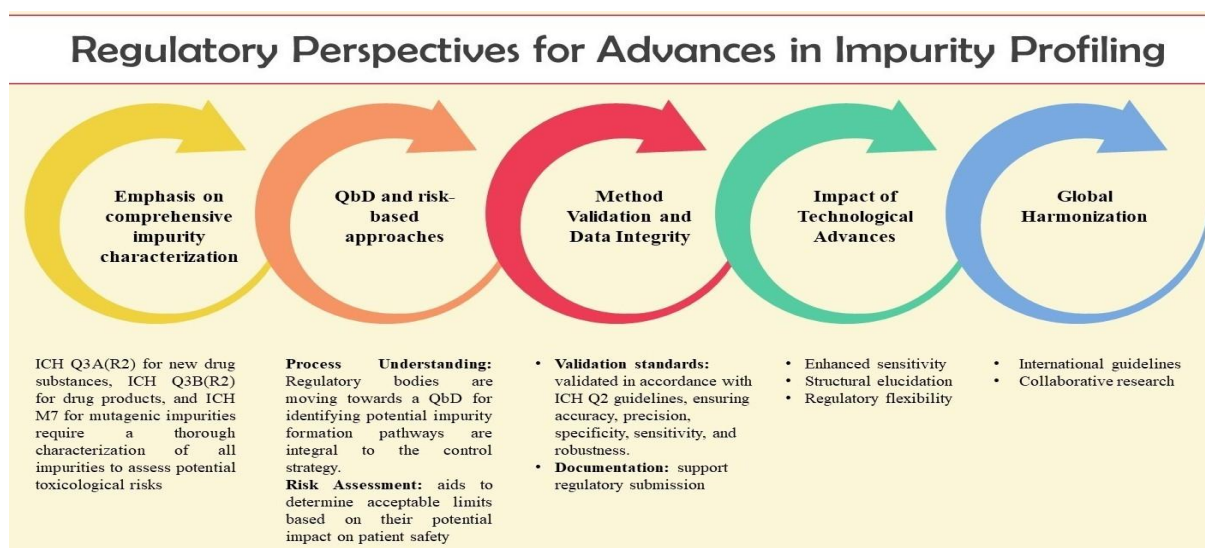 Regulatory Perspectives for Advances in Impurity Profiling
Emphasis on
comprehensive
impurity
characterization
QbD and risk-
based
approaches
Method
Validation and
Data Integrity
Impact of
Technological
Advances
Global
Harmonization
ICH Q3A(R2) for new drug
substances, ICH Q3B(R2)
for drug products, and ICH
M7 for mutagenic impurities
require a thorough
characterization of all
impurities to assess potential
toxicological risks
Process Understanding:
Regulatory bodies are
moving towards a QbD for
identifying potential impurity
formation pathways are
integral to the control
strategy.
Risk Assessment: aids to
determine acceptable limits
based on their potential
impact on patient safety
• Validation standards:
validated in accordance with
ICH Q2 guidelines, ensuring
accuracy, precision,
specificity, sensitivity, and
robustness.
• Documentation: support
regulatory submission
• Enhanced sensitivity
• Structural elucidation
• Regulatory flexibility
• International guidelines
• Collaborative research